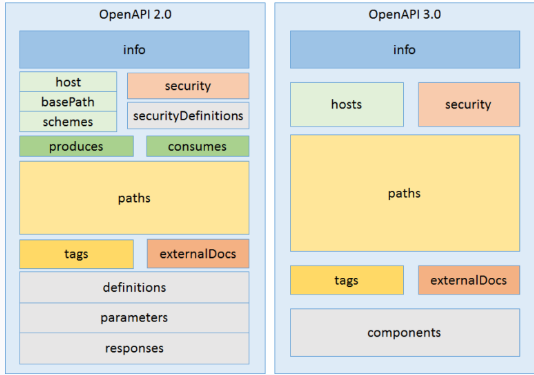 OpenAPI 2.0
info
host
basePath
schemes
security
securityDefinitions
produces
consumes
paths
tags
externalDocs
definitions
parameters
responses
OpenAPI 3.0
info
hosts
security
paths
tags
externalDocs
components